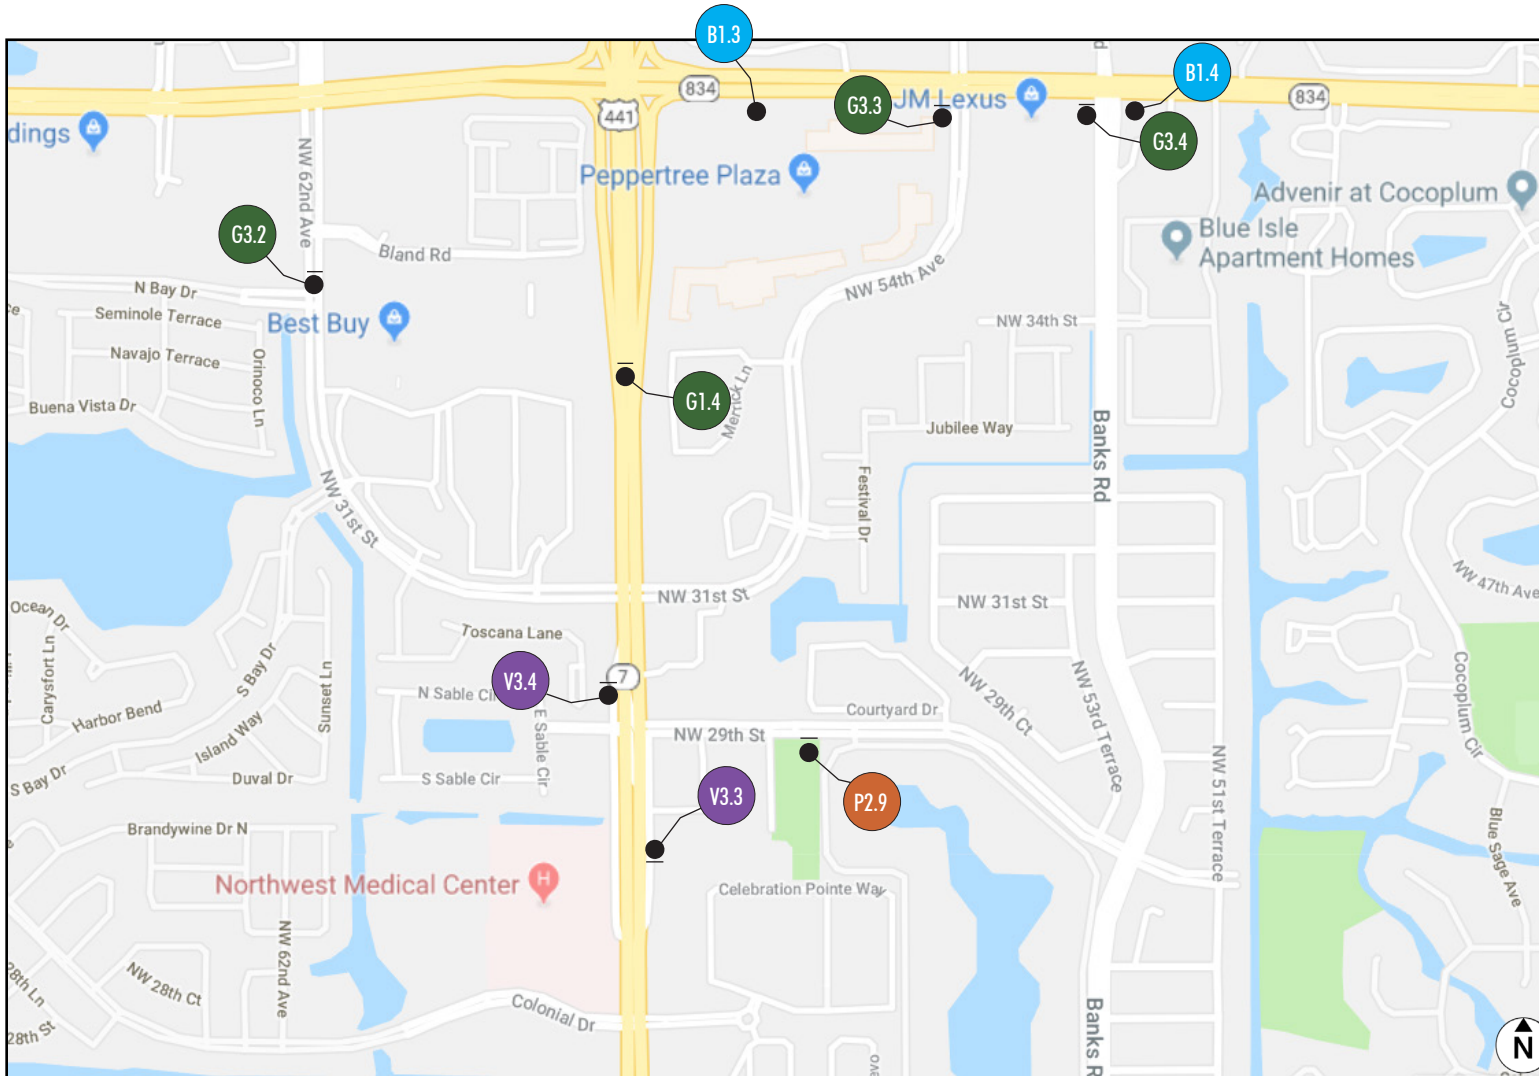 B1.3
B1.4
834
834
441
G3.3
JM Lexus
G3.4
dings
NW 62nd Ave
Peppertree Plaza
Advenir at Cocoplum
Blue Isle
Apartment Homes
G3.2
Bland Rd
NW 54th Ave
N Bay Dr
Seminole Terrace
Best Buy
NW 34th St
Cocoplum Cir
Navajo Terrace
Orinoco Ln
Merrick Ln
G1.4
Buena Vista Dr
Jubilee Way
Banks Rd
Festival Dr
NW 31st St
NW 31st St
NW 31st St
NW 47th Ave
Ocean Dr
Toscana Lane
Carysfort Ln
S Bay Dr
Sunset Ln
V3.4
7
N Sable Cir
E Sable Cir
NW 29th Ct
NW 53rd Terrace
Cocoplum Cir
Harbor Bend
Island Way
Courtyard Dr
NW 29th St
S Bay Dr
Duval Dr
S Sable Cir
NW 51st Terrace
V3.3
P2.9
Brandywine Dr N
Blue Sage Ave
Northwest Medical Center
H
Celebration Pointe Way
NW 62nd Ave
NW 28th Ct
28th Ln
28th St
Colonial Dr
Banks R
N